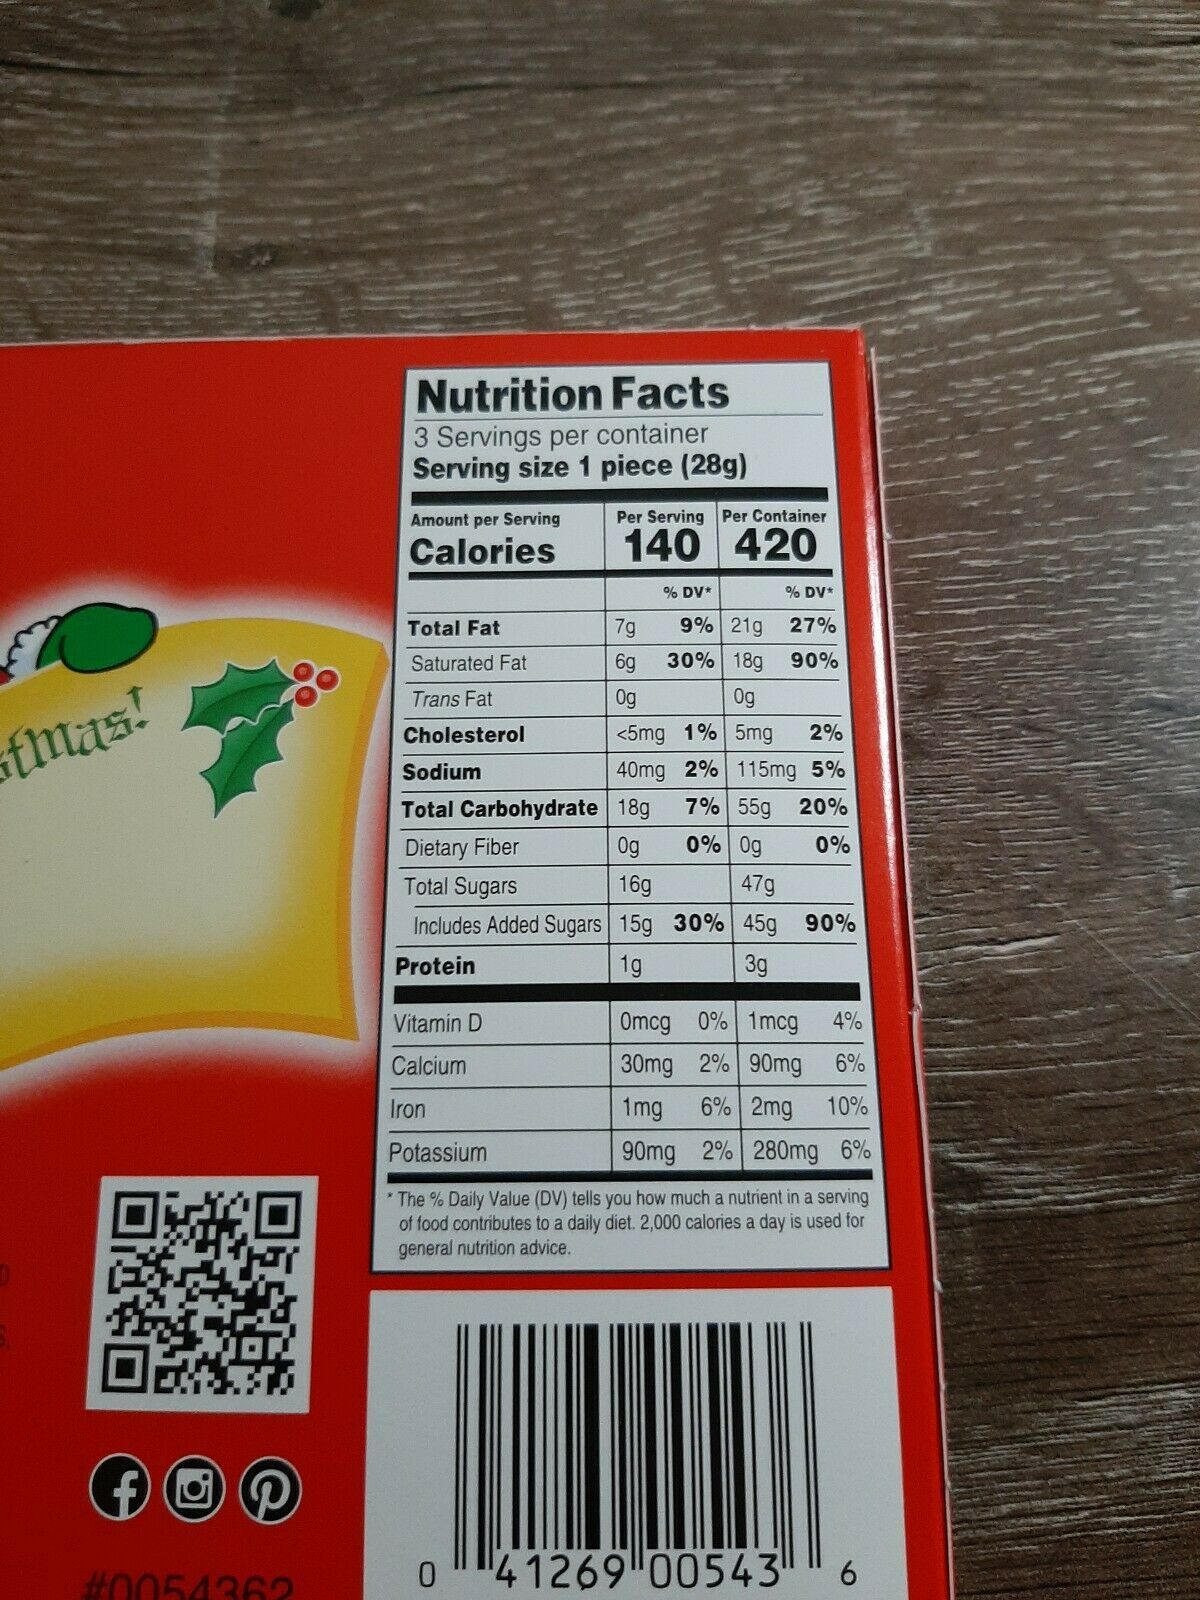 Nutrition Facts
3 Servings per container
Serving size 1 piece (28g)
Amount per Serving Per Serving Per Container
Calories 140 420
% DV* % DV*
Total Fat 7g 9% 21g 27%
Saturated Fat 6g 30% 18g 90%
Trans Fat 0g 0g
Cholesterol <5mg 1% 5mg 2%
Sodium 40mg 2% 115mg 5%
Total Carbohydrate 18g 7% 55g 20%
Dietary Fiber 0g 0% 0g 0%
Total Sugars 16g 47g
Includes Added Sugars 15g 30% 45g 90%
Protein 1g 3g
Vitamin D 0mcg 0% 1mcg 4%
Calcium 30mg 2% 90mg 6%
Iron 1mg 6% 2mg 10%
Potassium 90mg 2% 280mg 6%
* The % Daily Value (DV) tells you how much a nutrient in a serving
of food contributes to a daily diet. 2,000 calories a day is used for
general nutrition advice.
stmas!
#0054362
0 41269 00543 6